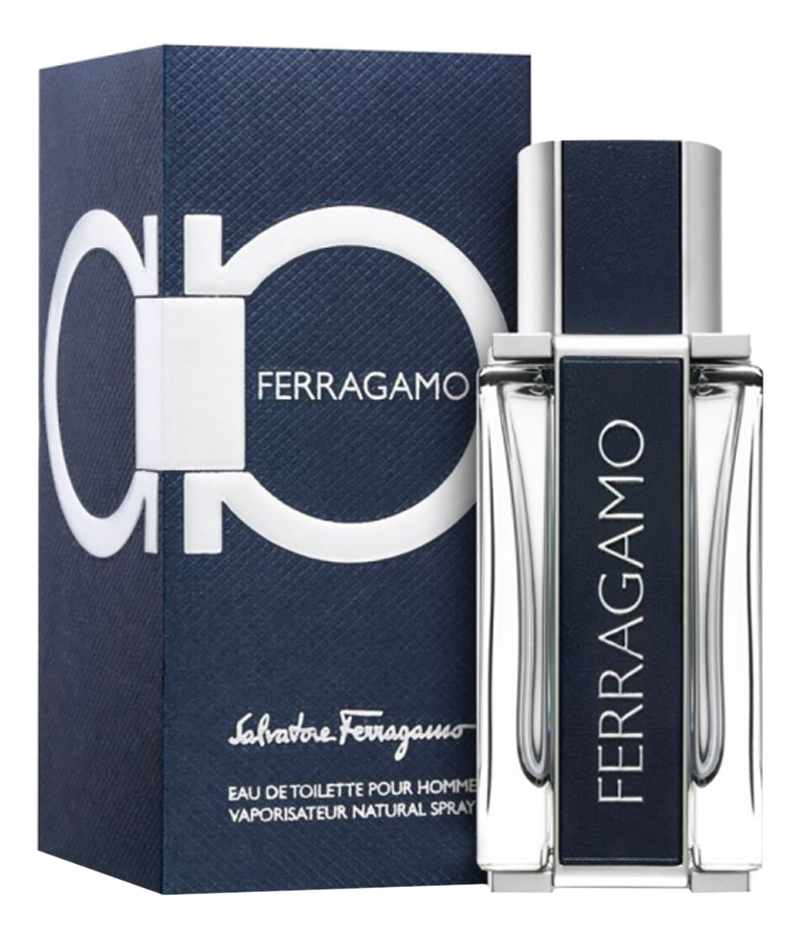 FERRAGAMO
Salvatore Ferragamo
EAU DE TOILETTE POUR HOMME
VAPORISATEUR NATURAL SPRAY
FERRAGAMO